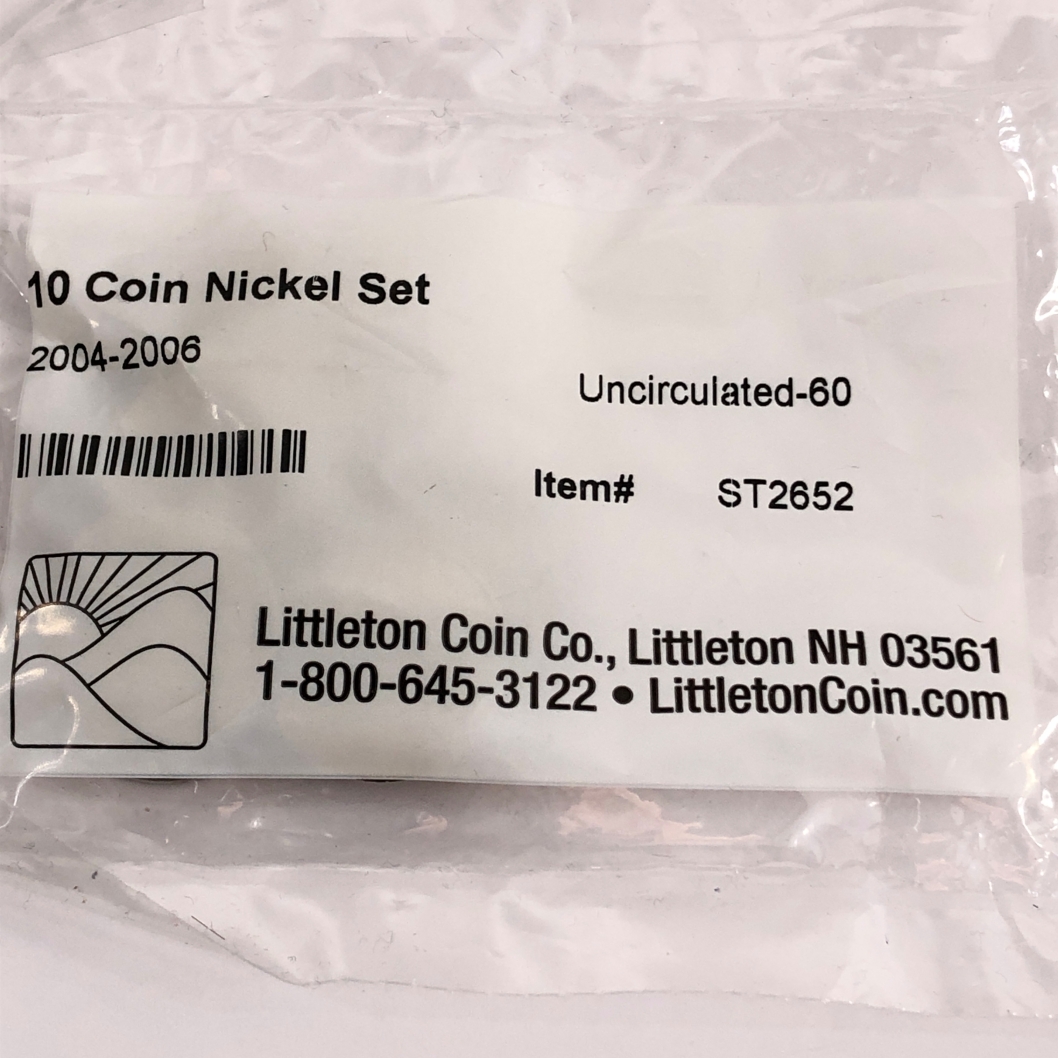 10 Coin Nickel Set
2004-2006
Uncirculated-60
Item# ST2652
Littleton Coin Co., Littleton NH 03561
1-800-645-3122 • LittletonCoin.com